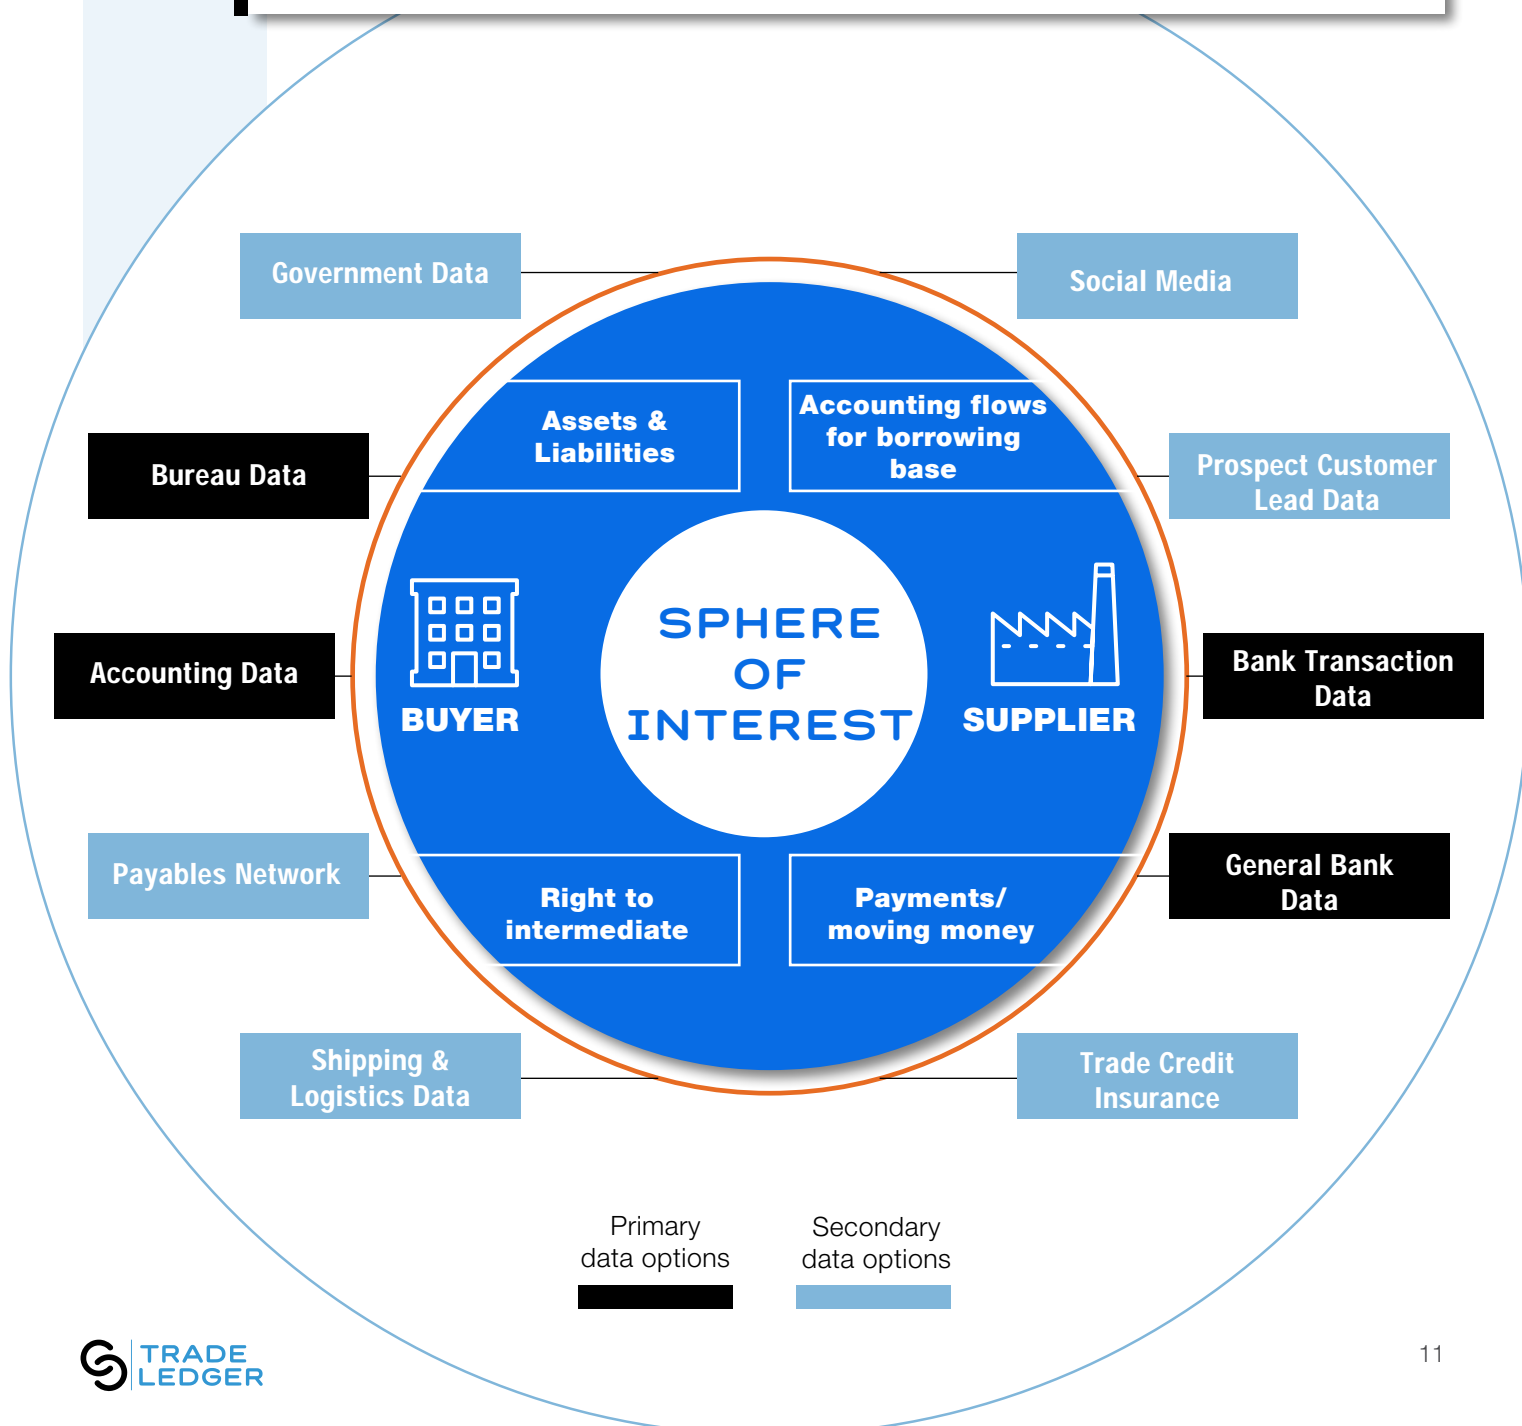 Government Data
Social Media
Assets &
Liabilities
Accounting flows
for borrowing
base
Bureau Data
Prospect Customer
Lead Data
SPHERE
OF
INTEREST
BUYER
SUPPLIER
Accounting Data
Bank Transaction
Data
Payables Network
General Bank
Data
Right to
intermediate
Payments/
moving money
Shipping &
Logistics Data
Trade Credit
Insurance
Primary
data options
Secondary
data options
TRADE
LEDGER
11